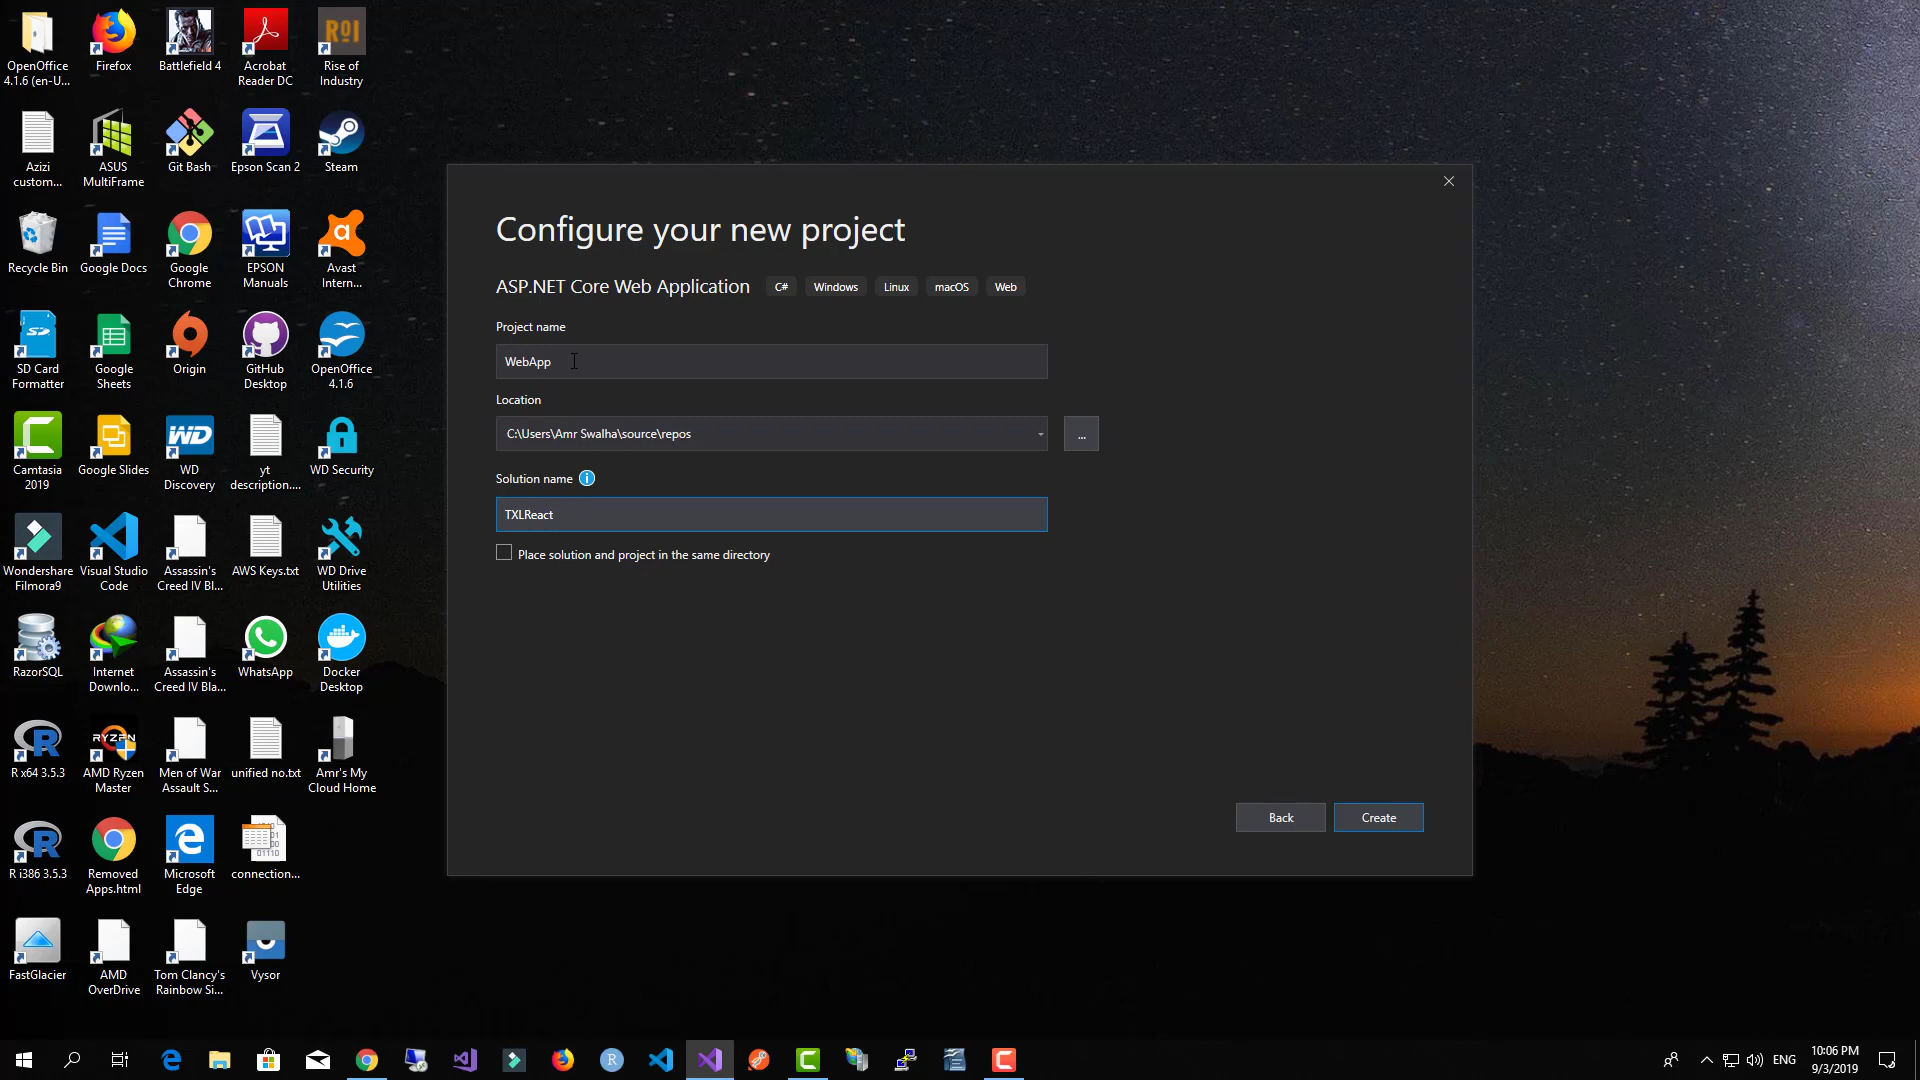 OpenOffice
4.1.6 (en-U...
Firefox
Battlefield 4
Acrobat
Reader DC
ROI
Rise of
Industry
Azizi
custom...
ASUS
MultiFrame
Git Bash
Epson Scan 2
Steam
Recycle Bin
Google Docs
Google
Chrome
EPSON
Manuals
Avast
Intern...
SD Card
Formatter
Google
Sheets
Origin
GitHub
Desktop
OpenOffice
4.1.6
Camtasia
2019
Google Slides
WD
WD
Discovery
yt
description....
WD Security
Wondershare
Filmora9
Visual Studio
Code
Assassin's
Creed IV Bl...
AWS Keys.txt
WD Drive
Utilities
RazorSQL
Internet
Downlo...
Assassin's
Creed IV Bla...
WhatsApp
Docker
Desktop
R x64 3.5.3
RYZEN
AMD Ryzen
Master
Men of War
Assault S...
unified no.txt
Amr's My
Cloud Home
R i386 3.5.3
Removed
Apps.html
Microsoft
Edge
connection...
FastGlacier
AMD
OverDrive
Tom Clancy's
Rainbow Si...
Vysor
Configure your new project
ASP.NET Core Web Application C# Windows Linux macOS Web
Project name
WebApp
Location
C:\Users\Amr Swalha\source\repos
...
Solution name
TXLReact
Place solution and project in the same directory
Back
Create
ENG
10:06 PM
9/3/2019